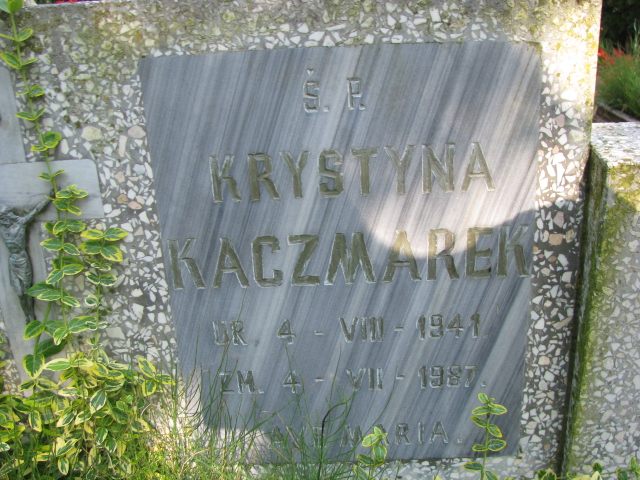 Ś. P.
KRYSTYNA
KACZMAREK
UR 4 - VIII - 1941.
ZM. 4 - VII - 1987.
AVE MARIA.